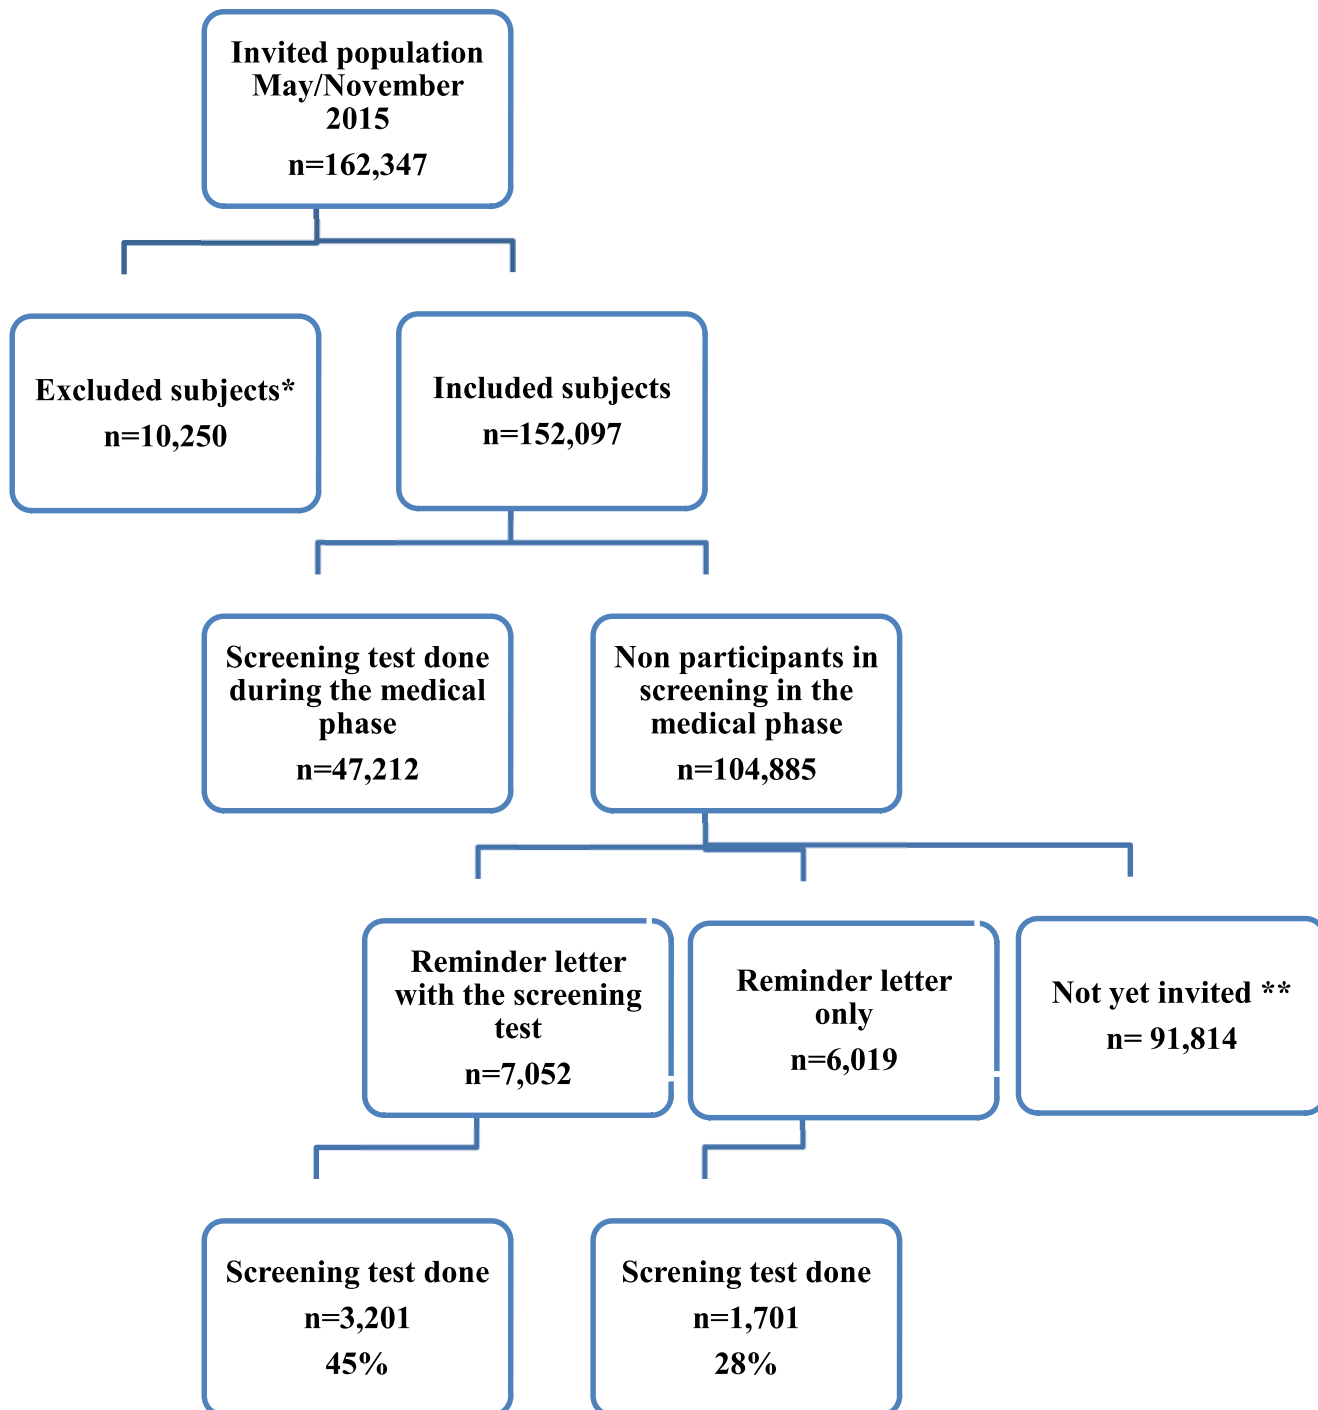 Invited population
May/November
2015
n=162,347
Excluded subjects*
n=10,250
Included subjects
n=152,097
Screening test done
during the medical
phase
n=47,212
Non participants in
screening in the
medical phase
n=104,885
Reminder letter
with the screening
test
n=7,052
Reminder letter
only
n=6,019
Not yet invited **
n= 91,814
Screening test done
n=3,201
45%
Screning test done
n=1,701
28%